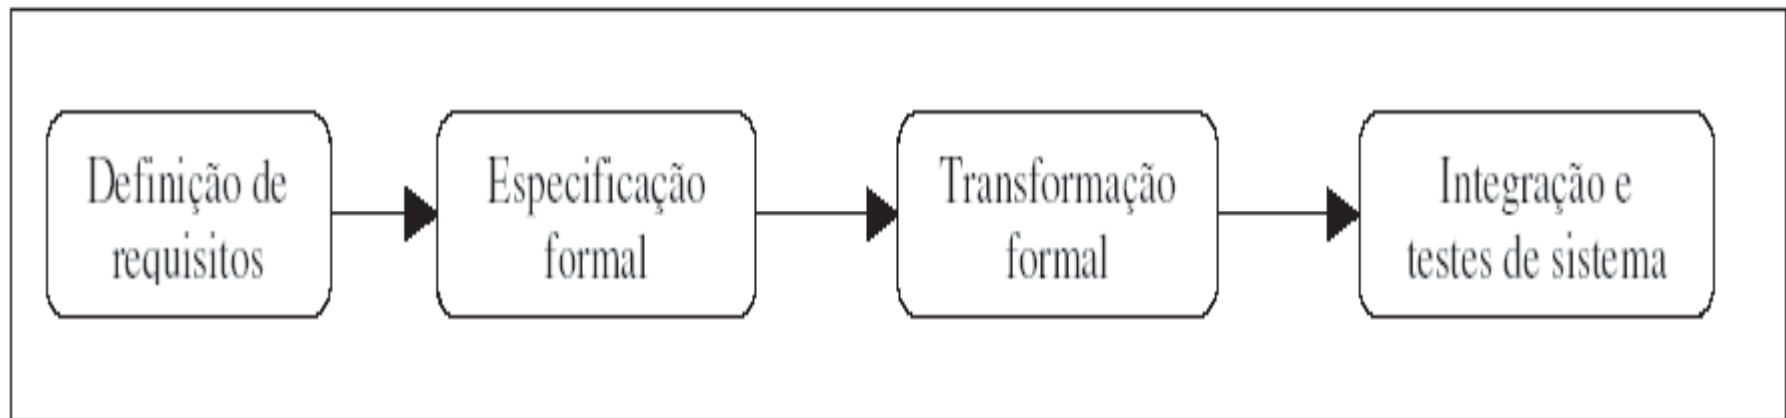 Definição de
requisitos
Especificação
formal
Transformação
formal
Integração e
testes de sistema